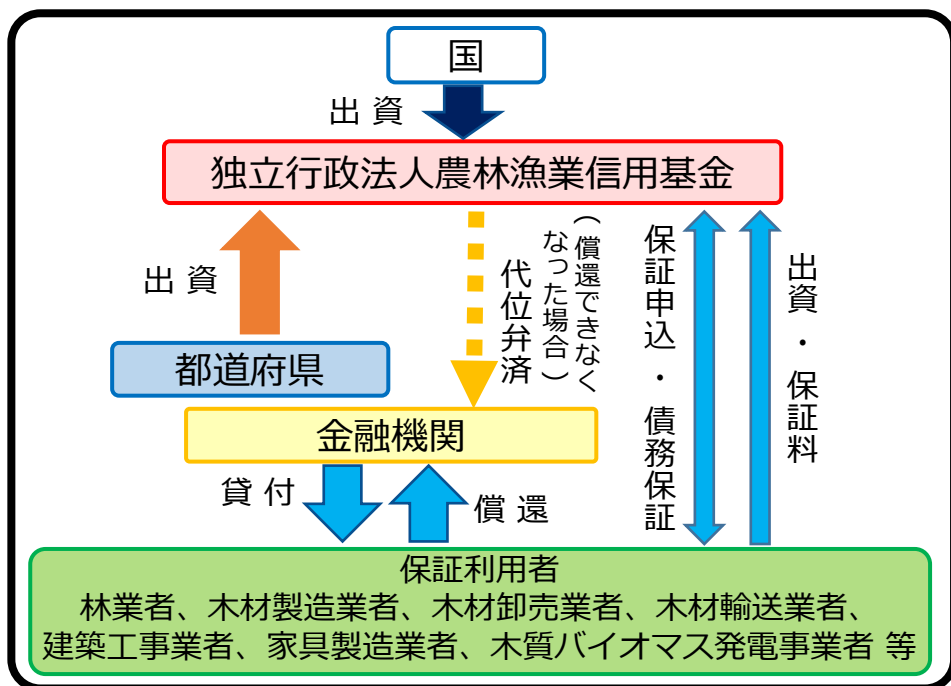 国
出 資
独立行政法人農林漁業信用基金
出 資
都道府県
代位弁済
（償還できなく
なった場合）
保証申込・債務保証
出資・保証料
金融機関
貸 付
償 還
保証利用者
林業者、木材製造業者、木材卸売業者、木材輸送業者、
建築工事業者、家具製造業者、木質バイオマス発電事業者 等